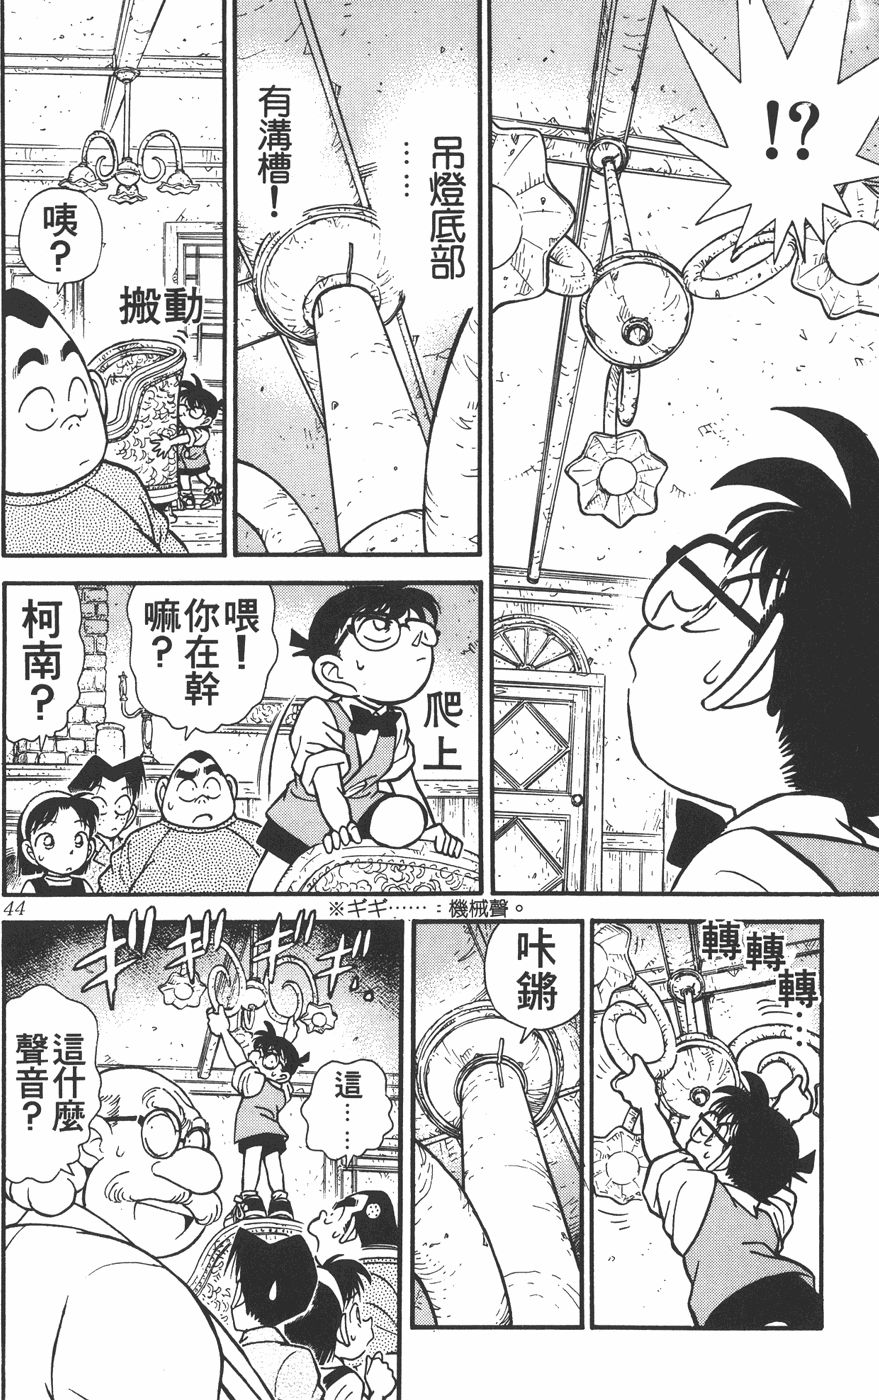 !?
吊燈底部
……
有溝槽！
咦？
搬動
爬上
喂！
你在幹
嘛？
柯南？
44
※ギギ……：機械聲。
轉轉轉……
咔鏘
ギギギギ
這……
這什麼
聲音？